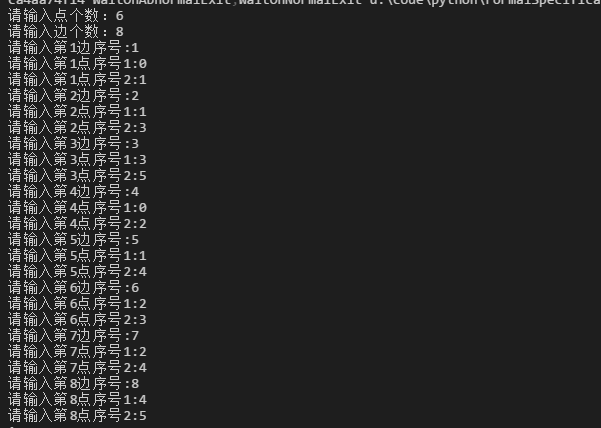 请输入点个数：6
请输入边个数：8
请输入第1边序号:1
请输入第1点序号1:0
请输入第1点序号2:1
请输入第2边序号:2
请输入第2点序号1:1
请输入第2点序号2:3
请输入第3边序号:3
请输入第3点序号1:3
请输入第3点序号2:5
请输入第4边序号:4
请输入第4点序号1:0
请输入第4点序号2:2
请输入第5边序号:5
请输入第5点序号1:1
请输入第5点序号2:4
请输入第6边序号:6
请输入第6点序号1:2
请输入第6点序号2:3
请输入第7边序号:7
请输入第7点序号1:2
请输入第7点序号2:4
请输入第8边序号:8
请输入第8点序号1:4
请输入第8点序号2:5